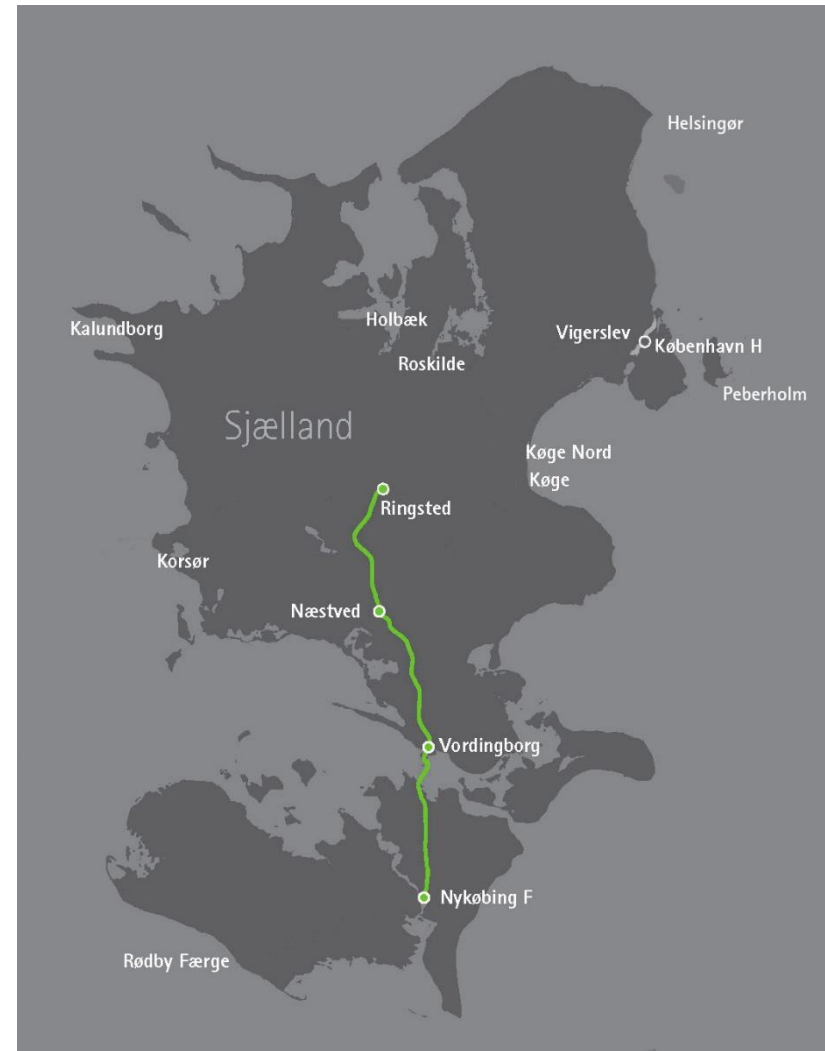 Helsingør
Holbæk
Kalundborg
Vigerslev
København H
Roskilde
Peberholm
Sjælland
Køge Nord
Køge
Ringsted
Korsør
Næstved
Vordingborg
Nykøbing F
Rødby Færge